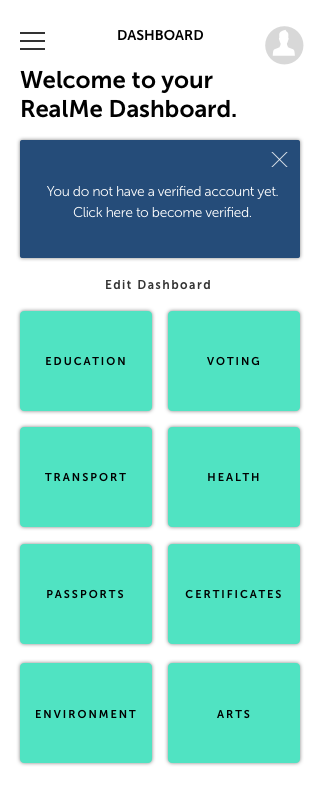 DASHBOARD
Welcome to your
RealMe Dashboard.
You do not have a verified account yet.
Click here to become verified.
Edit Dashboard
EDUCATION
VOTING
TRANSPORT
HEALTH
PASSPORTS
CERTIFICATES
ENVIRONMENT
ARTS